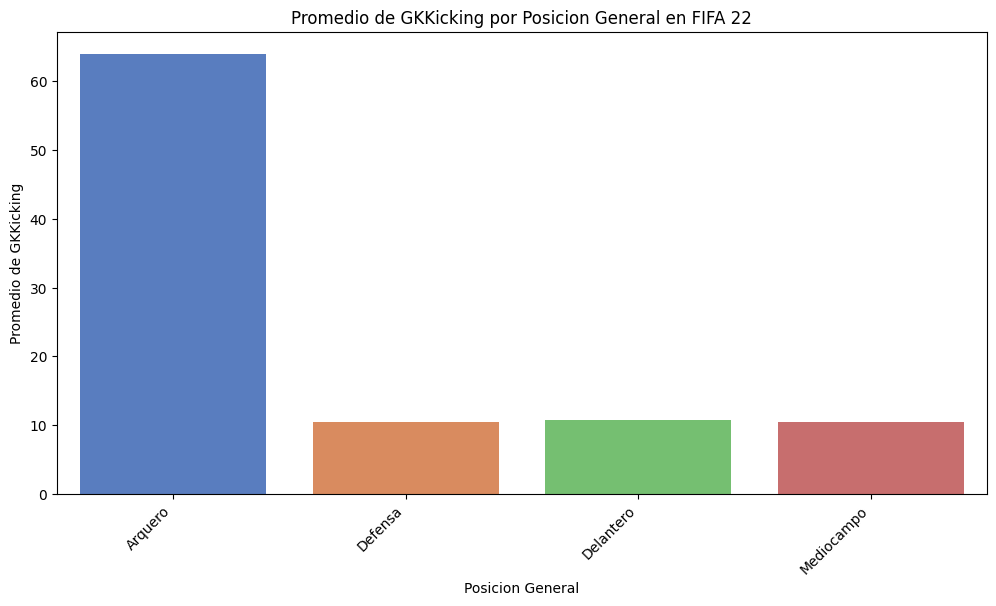 Promedio de GKKicking por Posicion General en FIFA 22
Promedio de GKKicking
60
50
40
30
20
10
0
Arquero
Defensa
Delantero
Mediocampo
Posicion General